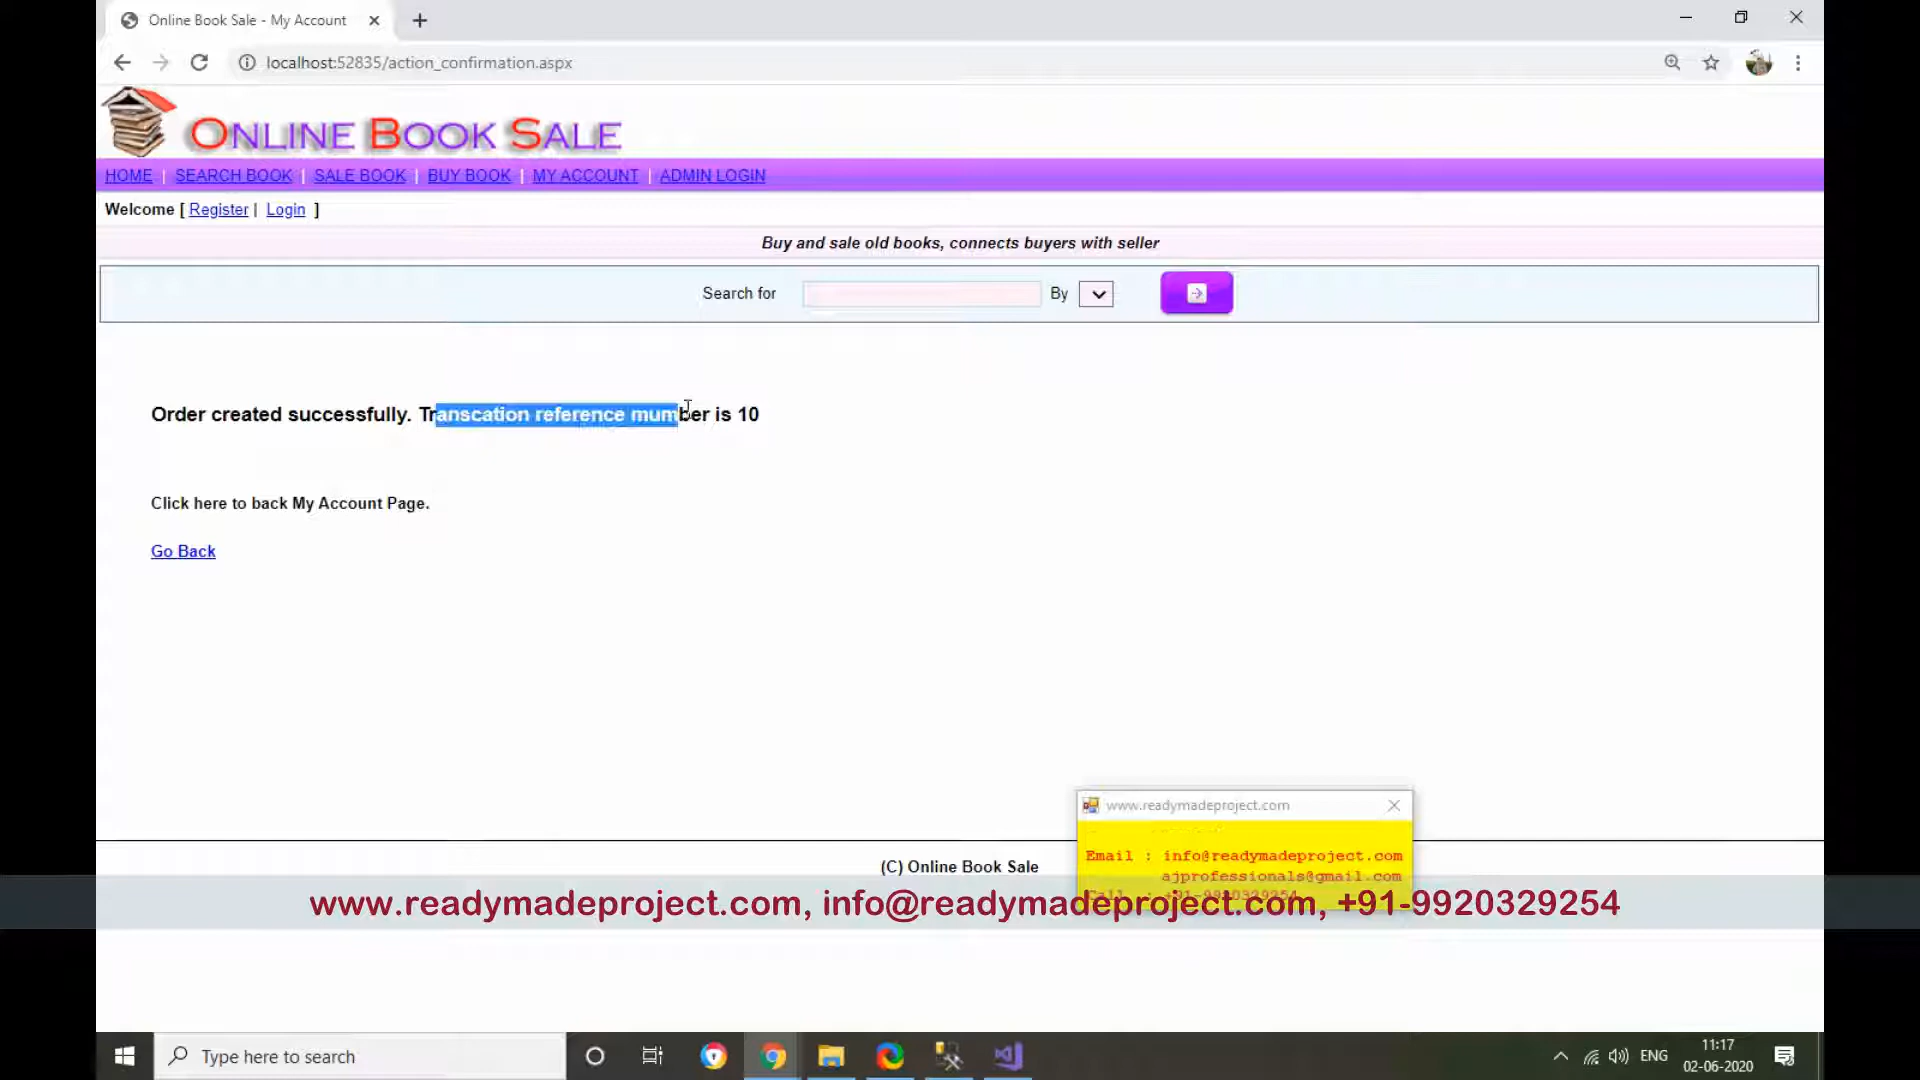 Online Book Sale - My Account
localhost:52835/action_confirmation.aspx
ONLINE BOOK SALE
HOME | SEARCH BOOK | SALE BOOK | BUY BOOK | MY ACCOUNT | ADMIN LOGIN
Welcome [ Register | Login ]
Buy and sale old books, connects buyers with seller
Search for By
Order created successfully. Transcation reference mumber is 10
Click here to back My Account Page.
Go Back
www.readymadeproject.com
Email : info@readymadeproject.com
ajprofessionals@gmail.com
Call : +91-9920329254
(C) Online Book Sale
www.readymadeproject.com, info@readymadeproject.com, +91-9920329254
Type here to search
ENG
11:17
02-06-2020